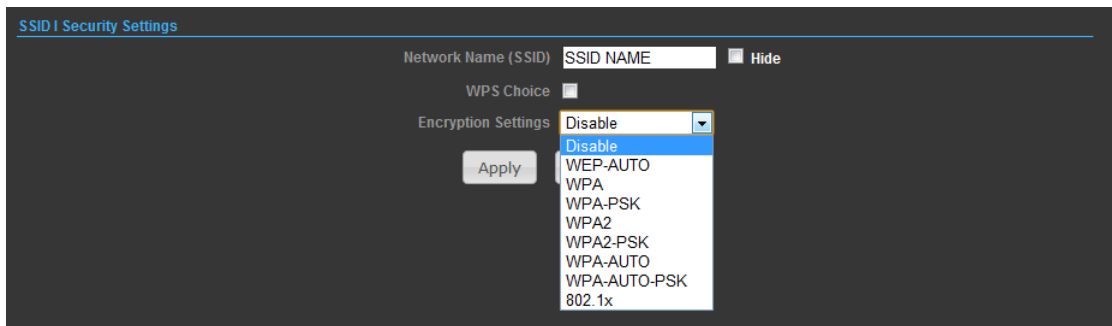 SSID I Security Settings
Network Name (SSID) SSID NAME Hide
WPS Choice
Encryption Settings Disable
Disable
WEP-AUTO
Apply
WPA
WPA-PSK
WPA2
WPA2-PSK
WPA-AUTO
WPA-AUTO-PSK
802.1x